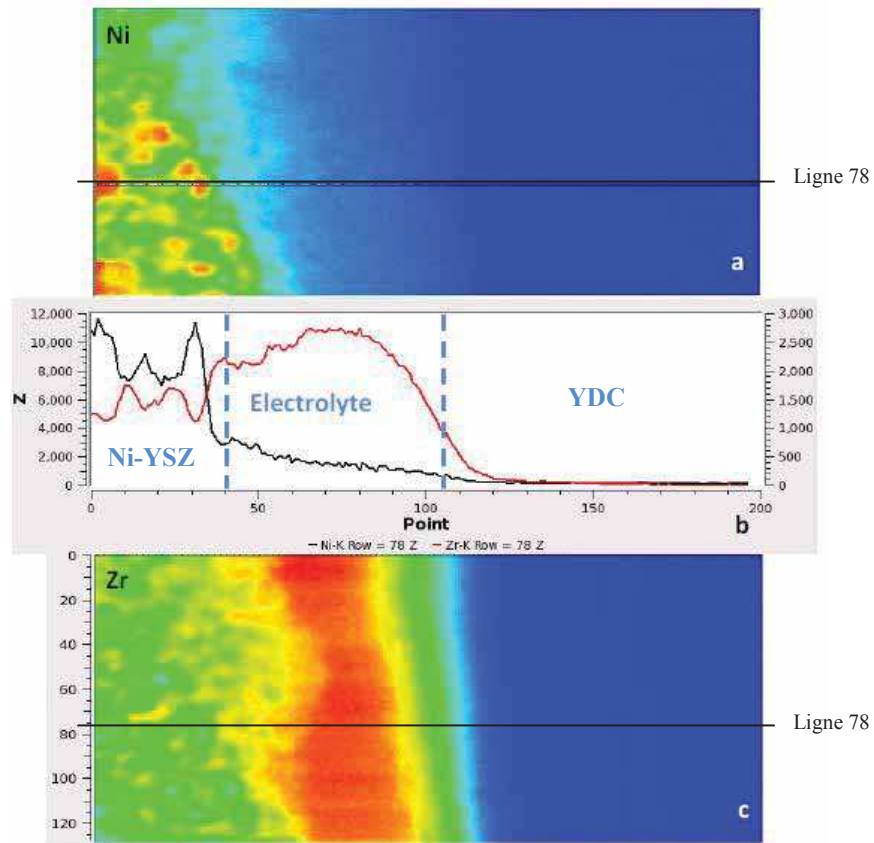 Ni
Ligne 78
a
12,000
10,000
8,000
6,000
4,000
2,000
0
Z
3,000
2,500
2,000
1,500
1,000
500
0
Electrolyte
YDC
Ni-YSZ
0
50
100
150
200
Point
b
Ni-K Row = 78 Z
Zr-K Row = 78 Z
Zr
0
20
40
60
80
100
120
Ligne 78
c